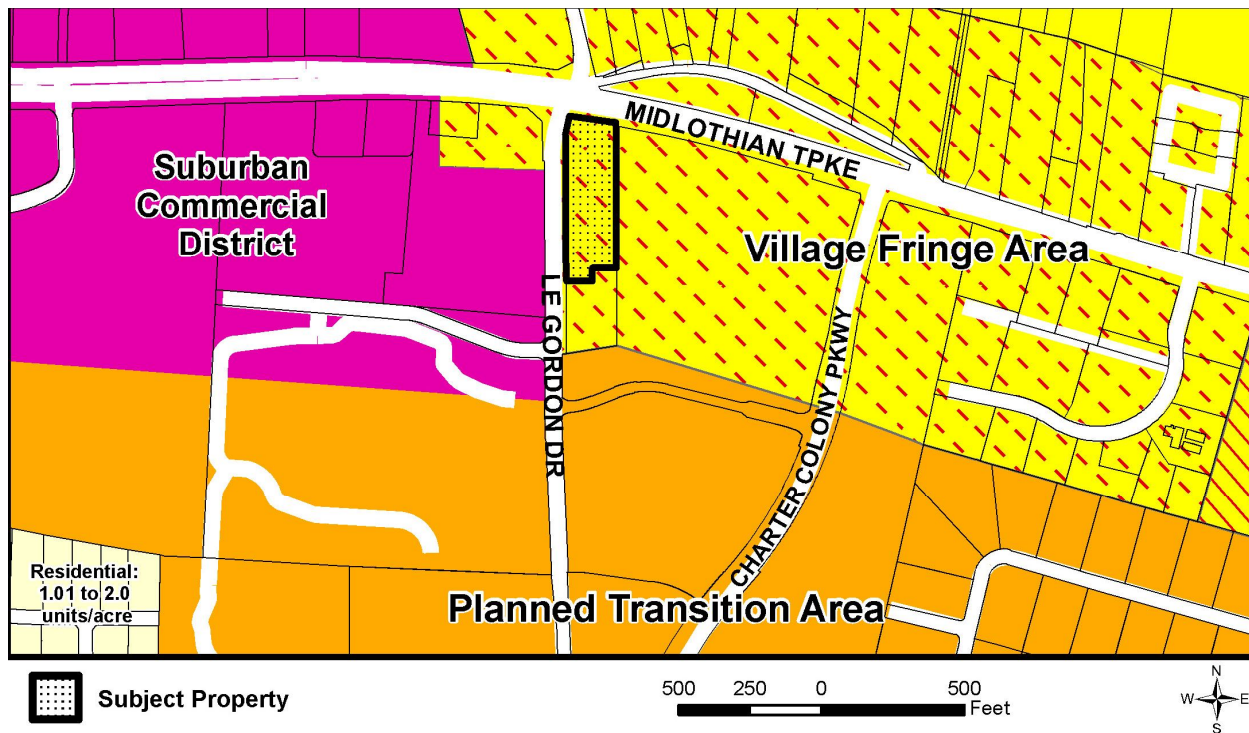 MIDLOTHIAN TPKE
Suburban
Commercial
District
Village Fringe Area
LE GORDON DR
CHARTER COLONY PKWY
Residential:
1.01 to 2.0
units/acre
Planned Transition Area
Subject Property
500 250 0 500
Feet
N
W E
S